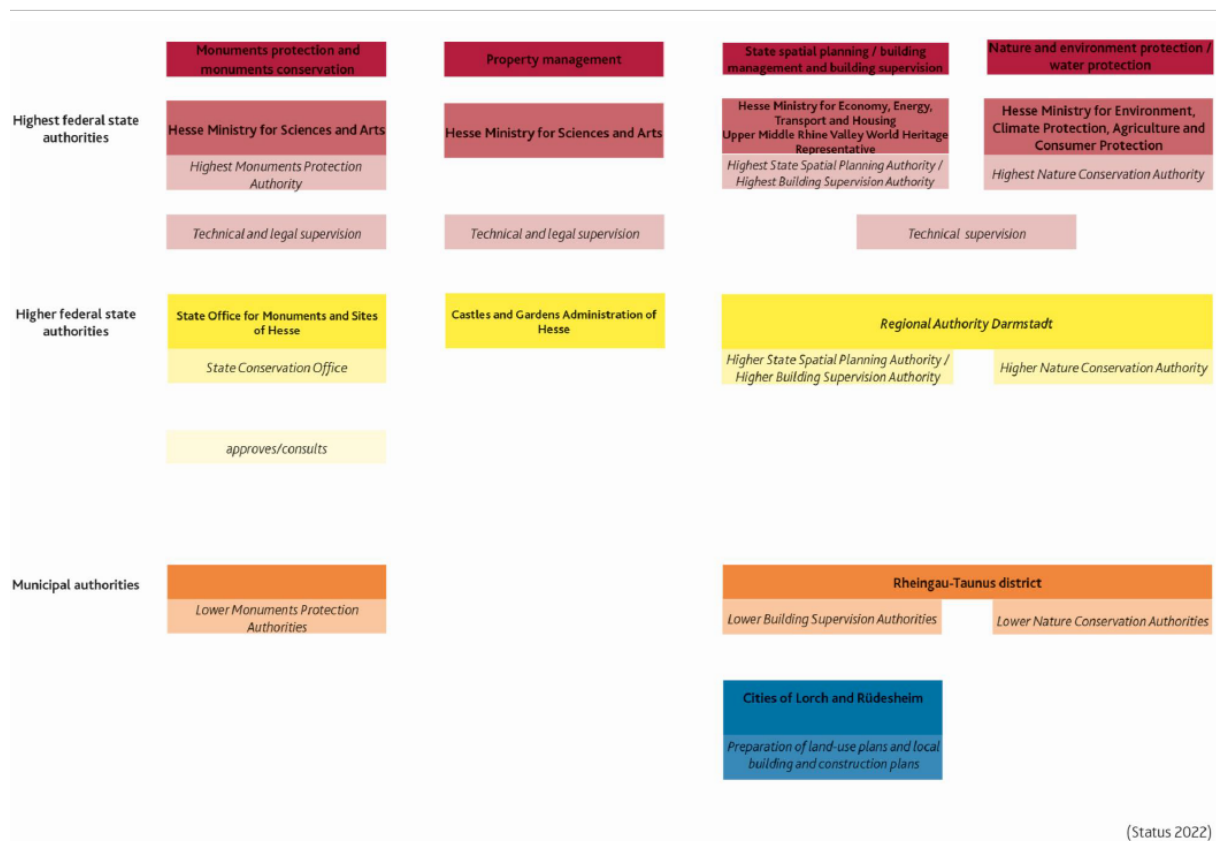 Monuments protection and
monuments conservation
Property management
State spatial planning / building
management and building supervision
Nature and environment protection /
water protection
Highest federal state
authorities
Hesse Ministry for Sciences and Arts
Highest Monuments Protection
Authority
Hesse Ministry for Sciences and Arts
Hesse Ministry for Economy, Energy,
Transport and Housing
Upper Middle Rhine Valley World Heritage
Representative
Highest State Spatial Planning Authority /
Highest Building Supervision Authority
Hesse Ministry for Environment,
Climate Protection, Agriculture and
Consumer Protection
Highest Nature Conservation Authority
Technical and legal supervision
Technical and legal supervision
Technical supervision
Higher federal state
authorities
State Office for Monuments and Sites
of Hesse
State Conservation Office
Castles and Gardens Administration of
Hesse
Regional Authority Darmstadt
Higher State Spatial Planning Authority /
Higher Building Supervision Authority
Higher Nature Conservation Authority
approves/consults
Municipal authorities
Lower Monuments Protection
Authorities
Rheingau-Taunus district
Lower Building Supervision Authorities
Lower Nature Conservation Authorities
Cities of Lorch and Rüdesheim
Preparation of land-use plans and local
building and construction plans
(Status 2022)